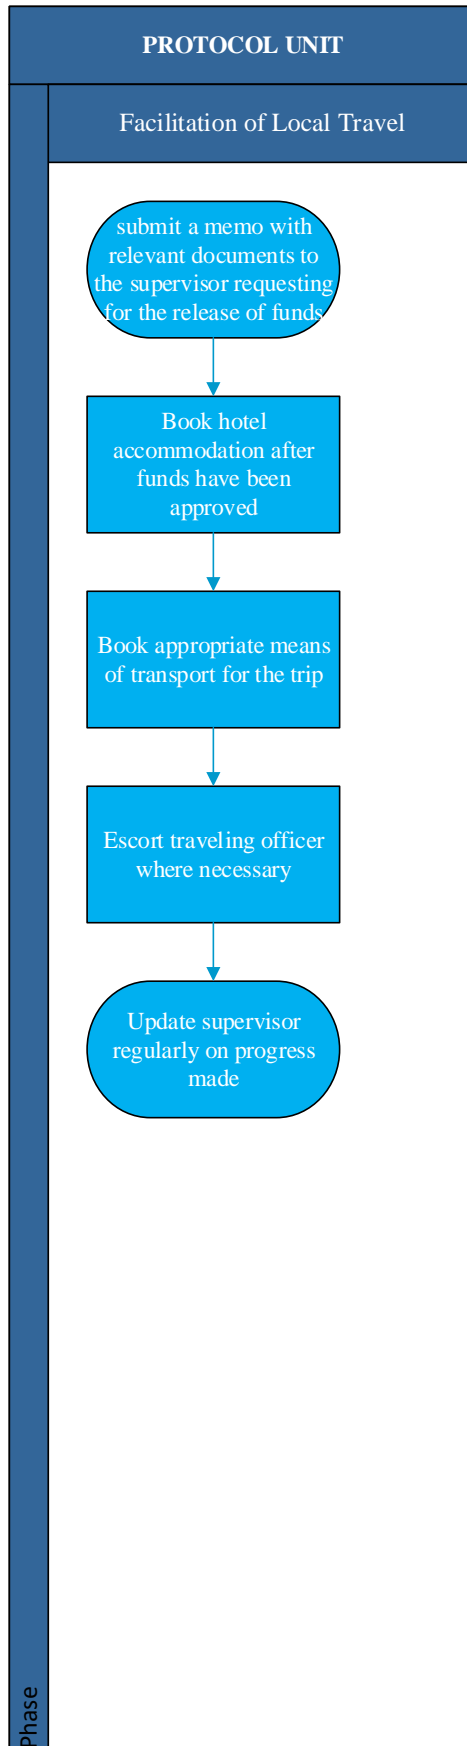 PROTOCOL UNIT
Facilitation of Local Travel
submit a memo with
relevant documents to
the supervisor requesting
for the release of funds
Book hotel
accommodation after
funds have been
approved
Book appropriate means
of transport for the trip
Escort traveling officer
where necessary
Update supervisor
regularly on progress
made
Phase